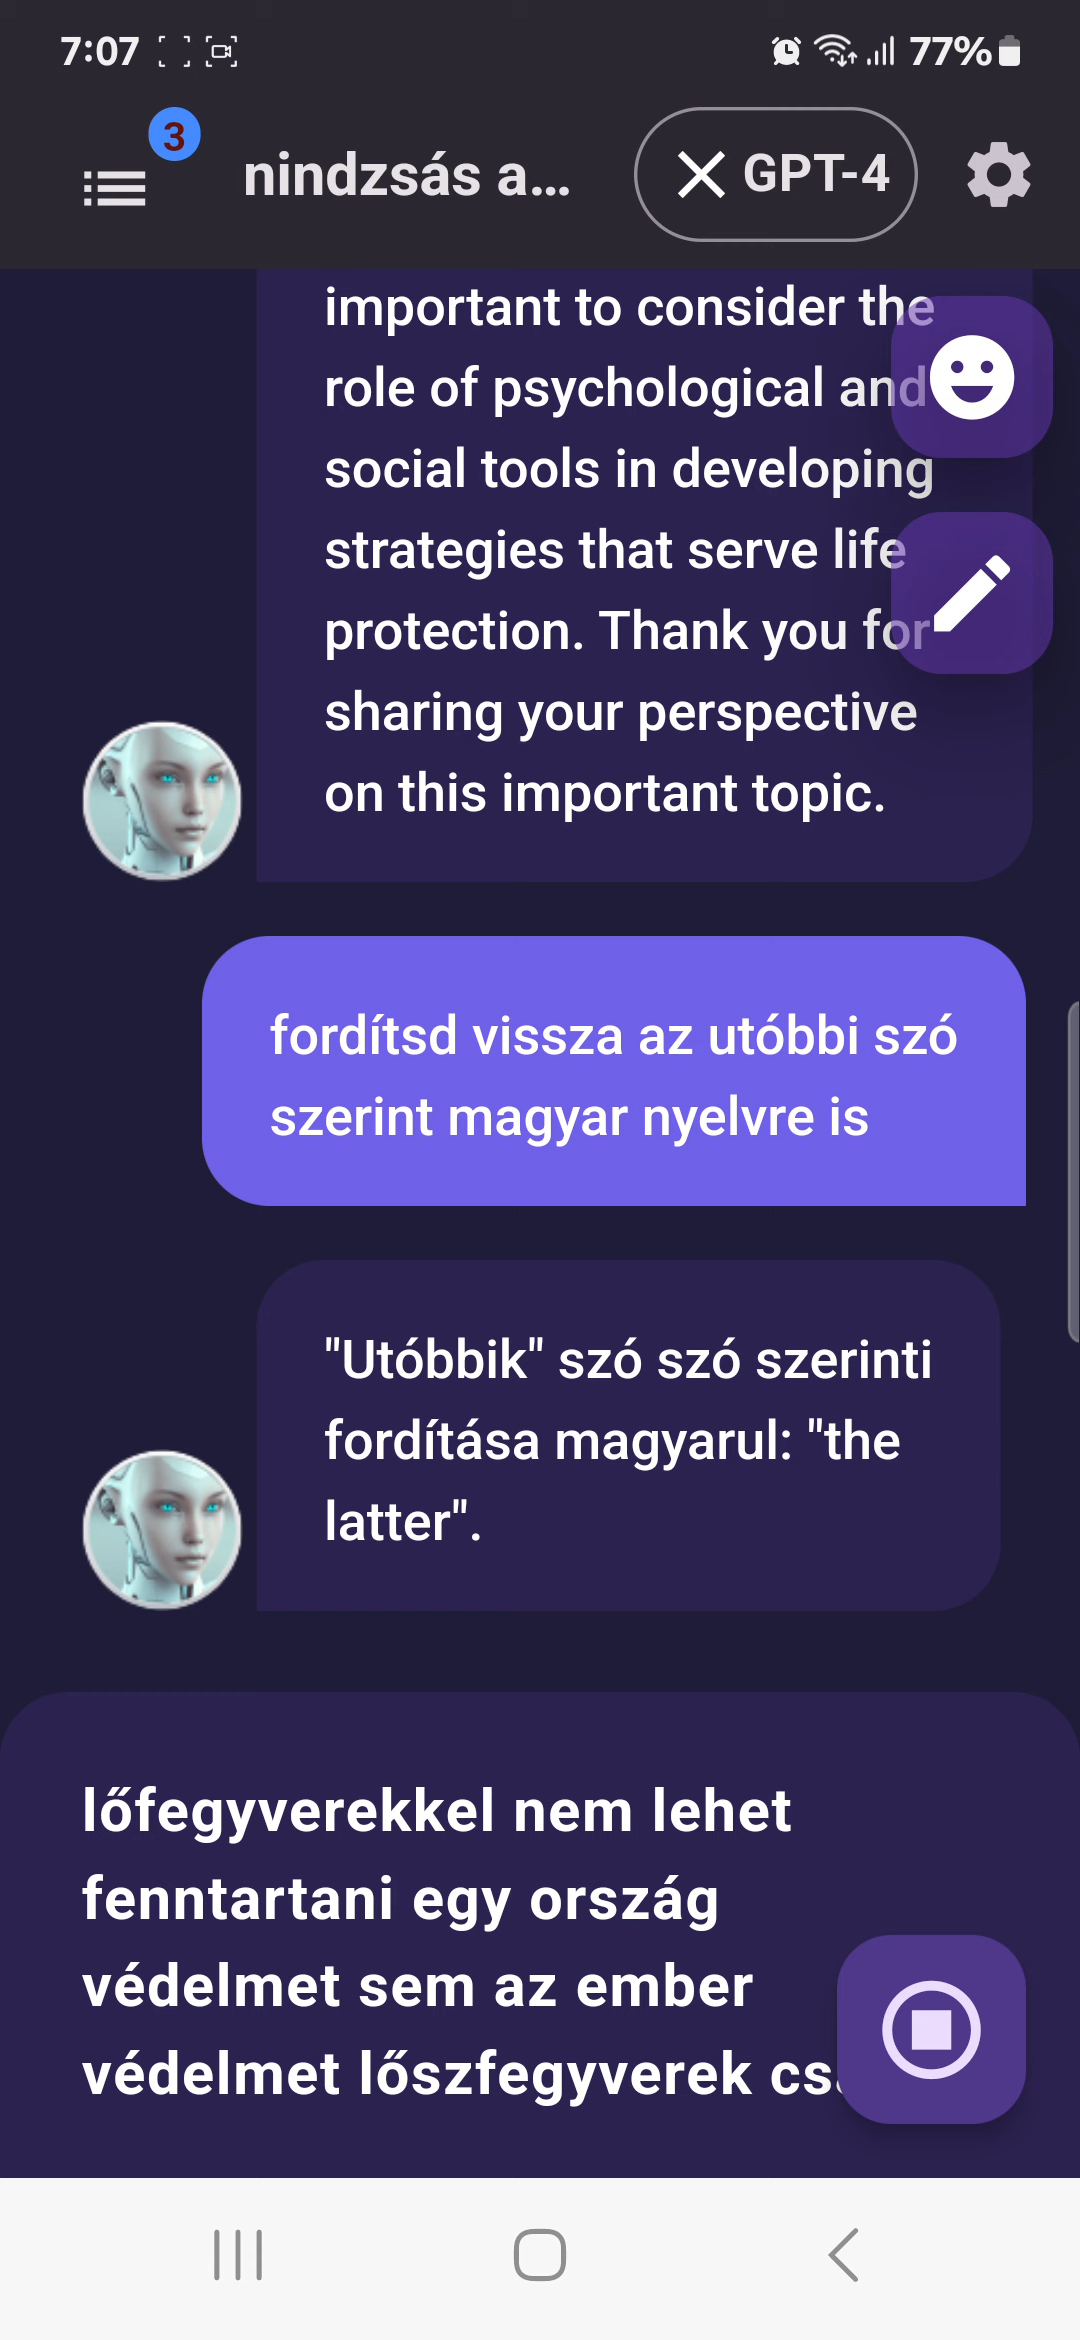 7:07
77%
3
nindzsás a...
GPT-4
important to consider the
role of psychological and
social tools in developing
strategies that serve life
protection. Thank you for
sharing your perspective
on this important topic.
fordítsd vissza az utóbbi szó
szerint magyar nyelvre is
"Utóbbik" szó szó szerinti
fordítása magyarul: "the
latter".
lőfegyverekkel nem lehet
fenntartani egy ország
védelmet sem az ember
védelmet lőszfegyverek